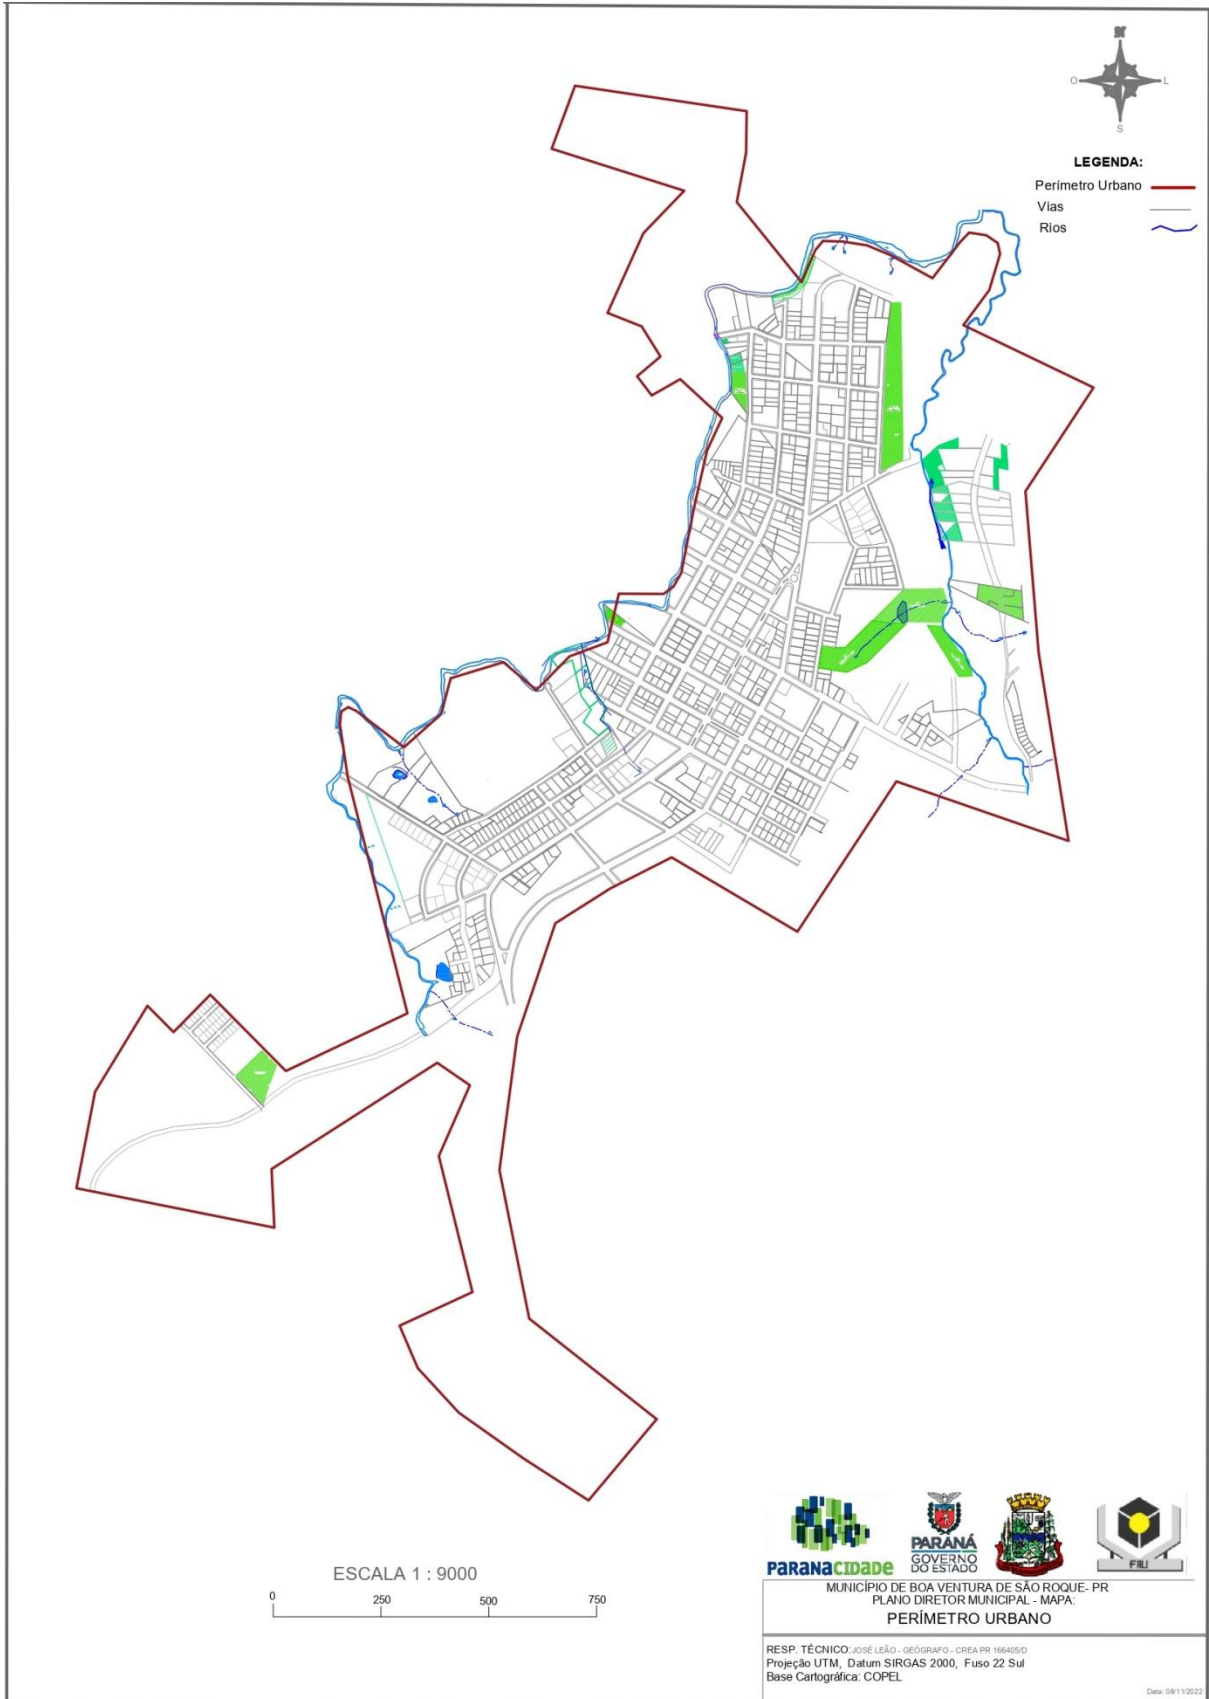 N
O
L
S
LEGENDA:
Perímetro Urbano
Vias
Rios
ESCALA 1 : 9000
0 250 500 750
PARANACIDADE
PARANÁ
GOVERNO
DO ESTADO
FAU
MUNICÍPIO DE BOA VENTURA DE SÃO ROQUE- PR
PLANO DIRETOR MUNICIPAL - MAPA:
PERÍMETRO URBANO
RESP. TÉCNICO: JOSÉ LEÃO - GEÓGRAFO - CREA PR 166405/D
Projeção UTM, Datum SIRGAS 2000, Fuso 22 Sul
Base Cartográfica: COPEL
Data: 08/11/2022